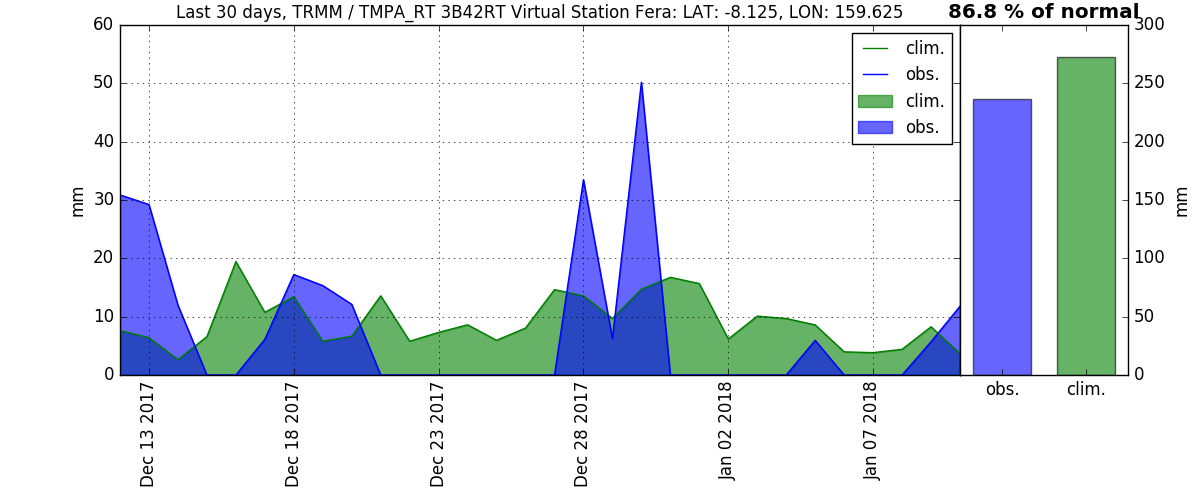 Last 30 days, TRMM / TMPA_RT 3B42RT Virtual Station Fera: LAT: -8.125, LON: 159.625
86.8 % of normal
60
50
40
30
20
10
0
mm
clim.
obs.
clim.
obs.
300
250
200
150
100
50
0
mm
obs.
clim.
Dec 13 2017
Dec 18 2017
Dec 23 2017
Dec 28 2017
Jan 02 2018
Jan 07 2018